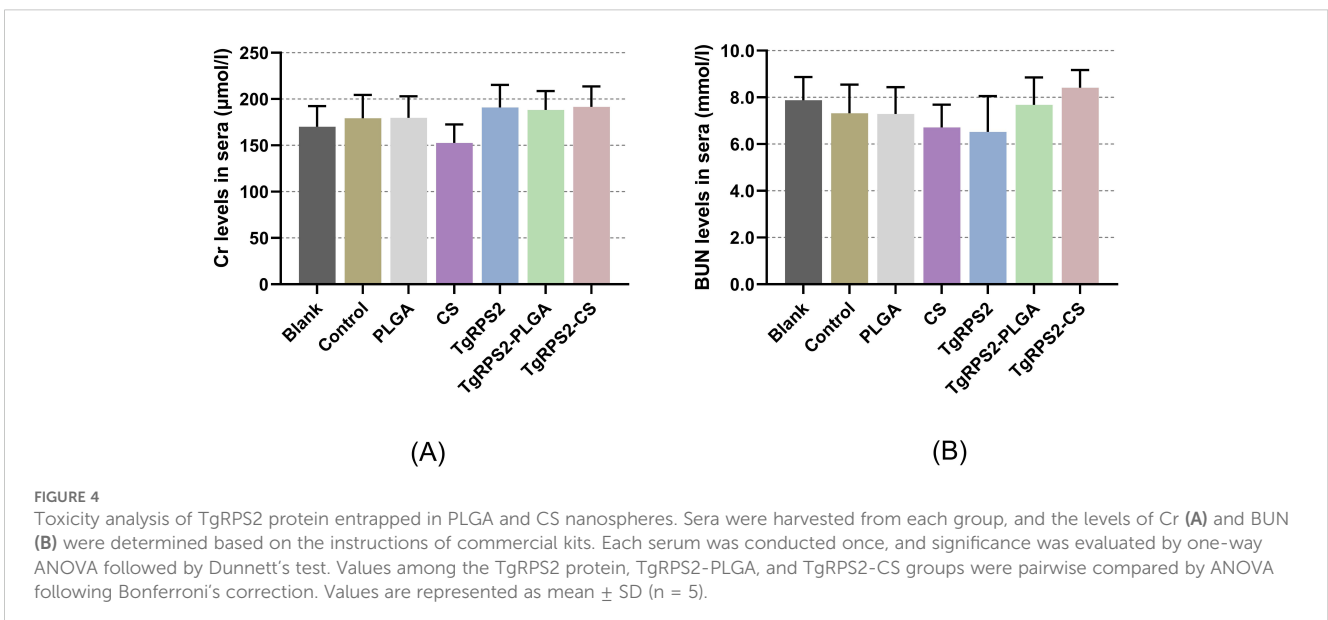 Cr levels in sera (μmol/l)
250
200
150
100
50
0
Blank
Control
PLGA
CS
TgRPS2
TgRPS2-PLGA
TgRPS2-CS
(A)
BUN levels in sera (mmol/l)
10.0
8.0
6.0
4.0
2.0
0.0
Blank
Control
PLGA
CS
TgRPS2
TgRPS2-PLGA
TgRPS2-CS
(B)
FIGURE 4
Toxicity analysis of TgRPS2 protein entrapped in PLGA and CS nanospheres. Sera were harvested from each group, and the levels of Cr (A) and BUN
(B) were determined based on the instructions of commercial kits. Each serum was conducted once, and significance was evaluated by one-way
ANOVA followed by Dunnett's test. Values among the TgRPS2 protein, TgRPS2-PLGA, and TgRPS2-CS groups were pairwise compared by ANOVA
following Bonferroni's correction. Values are represented as mean ± SD (n = 5).